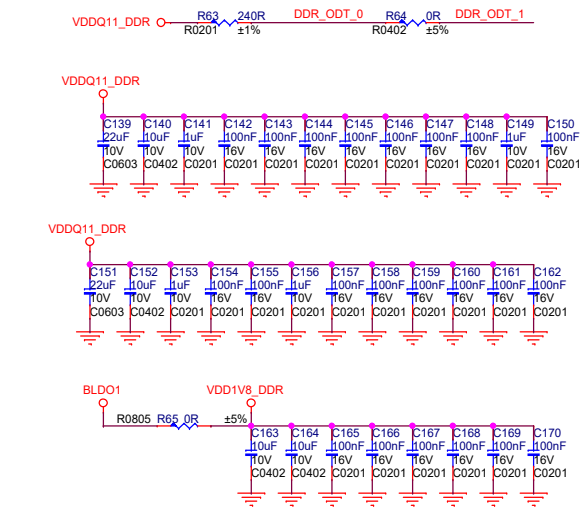 R63 240R DDR_ODT_0 R64 0R DDR_ODT_1
VDDQ11_DDR
R0201 ±1% R0402 ±5%
VDDQ11_DDR
C139 C140 C141 C142 C143 C144 C145 C146 C147 C148 C149 C150
22uF 10uF 1uF 100nF 100nF 100nF 100nF 100nF 100nF 100nF 1uF 100nF
10V 10V 10V 16V 16V 16V 16V 16V 16V 16V 10V 16V
C0603 C0402 C0201 C0201 C0201 C0201 C0201 C0201 C0201 C0201 C0201 C0201
VDDQ11_DDR
C151 C152 C153 C154 C155 C156 C157 C158 C159 C160 C161 C162
22uF 10uF 1uF 100nF 100nF 1uF 100nF 100nF 100nF 100nF 100nF 100nF
10V 10V 10V 16V 16V 10V 16V 16V 16V 16V 16V 16V
C0603 C0402 C0201 C0201 C0201 C0201 C0201 C0201 C0201 C0201 C0201 C0201
BLDO1 VDD1V8_DDR
R0805 R65 0R ±5%
C163 C164 C165 C166 C167 C168 C169 C170
10uF 10uF 100nF 100nF 100nF 100nF 100nF 100nF
10V 10V 16V 16V 16V 16V 16V 16V
C0402 C0402 C0201 C0201 C0201 C0201 C0201 C0201